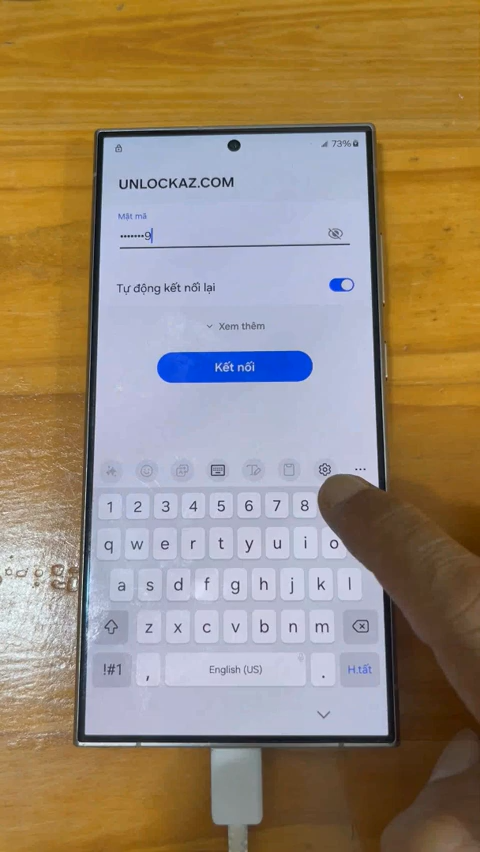 73%
UNLOCKAZ.COM
Mật mã
•••••••9
Tự động kết nối lại
Xem thêm
Kết nối
1 2 3 4 5 6 7 8
q w e r t y u i o
a s d f g h j k l
z x c v b n m
!#1 , English (US) . H.tất